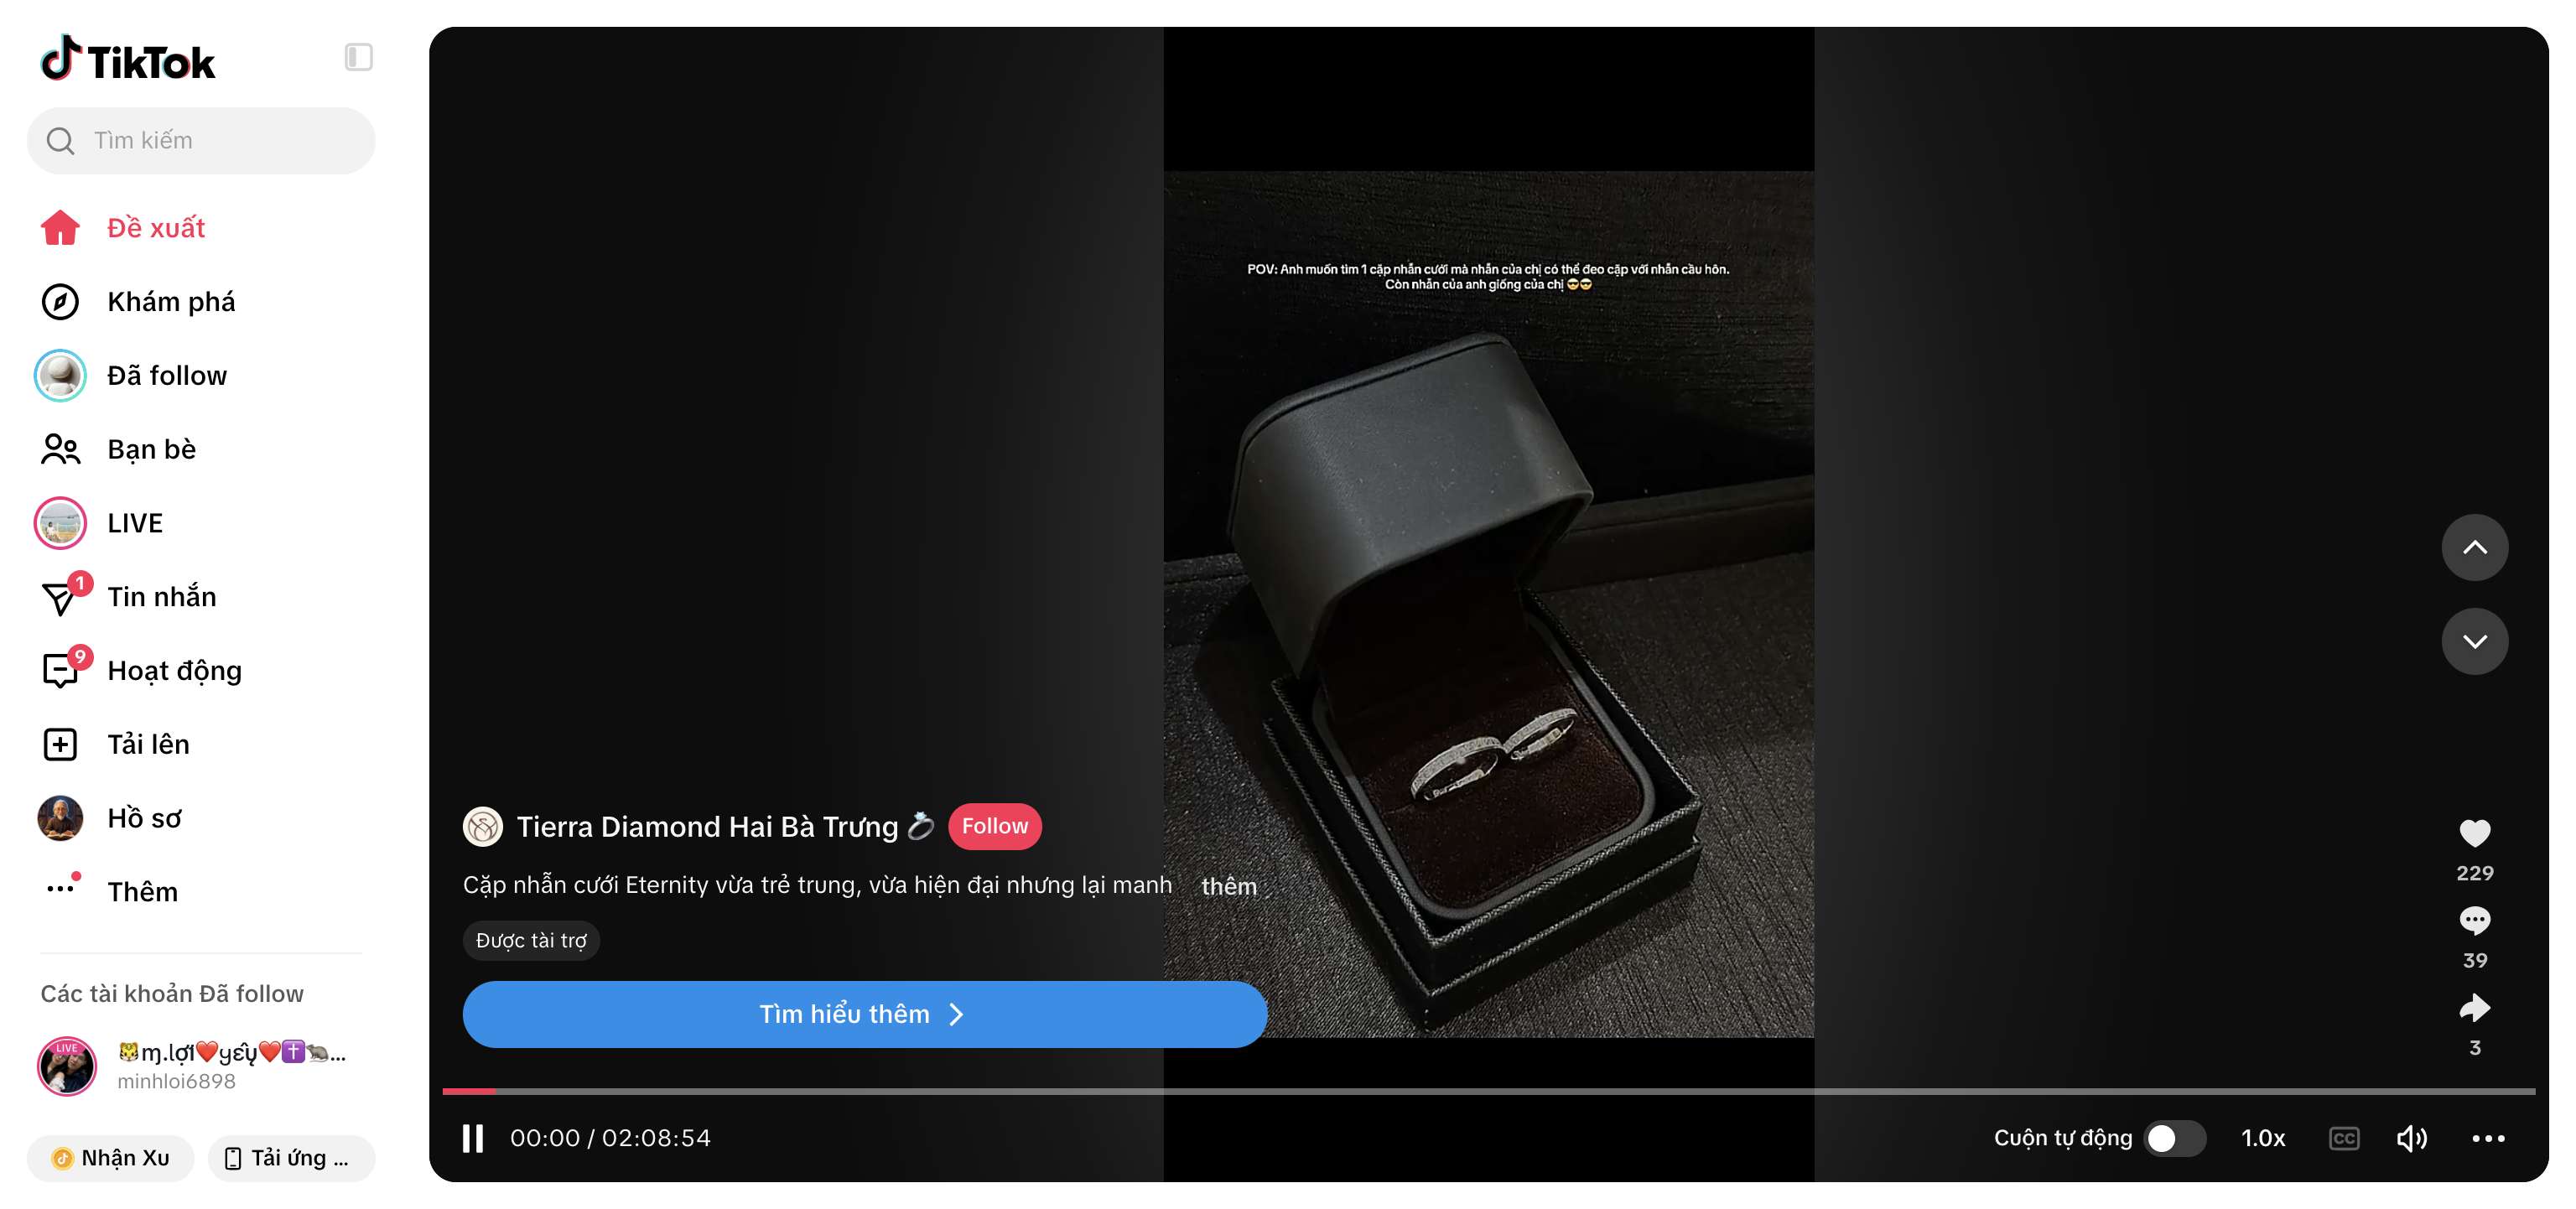 TikTok
Tìm kiếm
Đề xuất
Khám phá
Đã follow
Bạn bè
LIVE
1
Tin nhắn
9
Hoạt động
Tải lên
Hồ sơ
Thêm
Các tài khoản Đã follow
LIVE
minhloi6898
Nhận Xu
Tải ứng ...
POV: Anh muốn tìm 1 cặp nhẫn cưới mà nhẫn của chị có thể đeo cặp với nhẫn cầu hôn.
Còn nhẫn của anh giống của chị 😎😎
Tierra Diamond Hai Bà Trưng 💍 Follow
Cặp nhẫn cưới Eternity vừa trẻ trung, vừa hiện đại nhưng lại manh thêm
Được tài trợ
Tìm hiểu thêm
229
39
3
00:00 / 02:08:54
Cuộn tự động
1.0x
CC